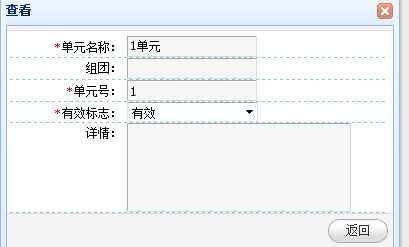 查看
*单元名称： 1单元
组团：
*单元号： 1
*有效标志： 有效
详情：
返回